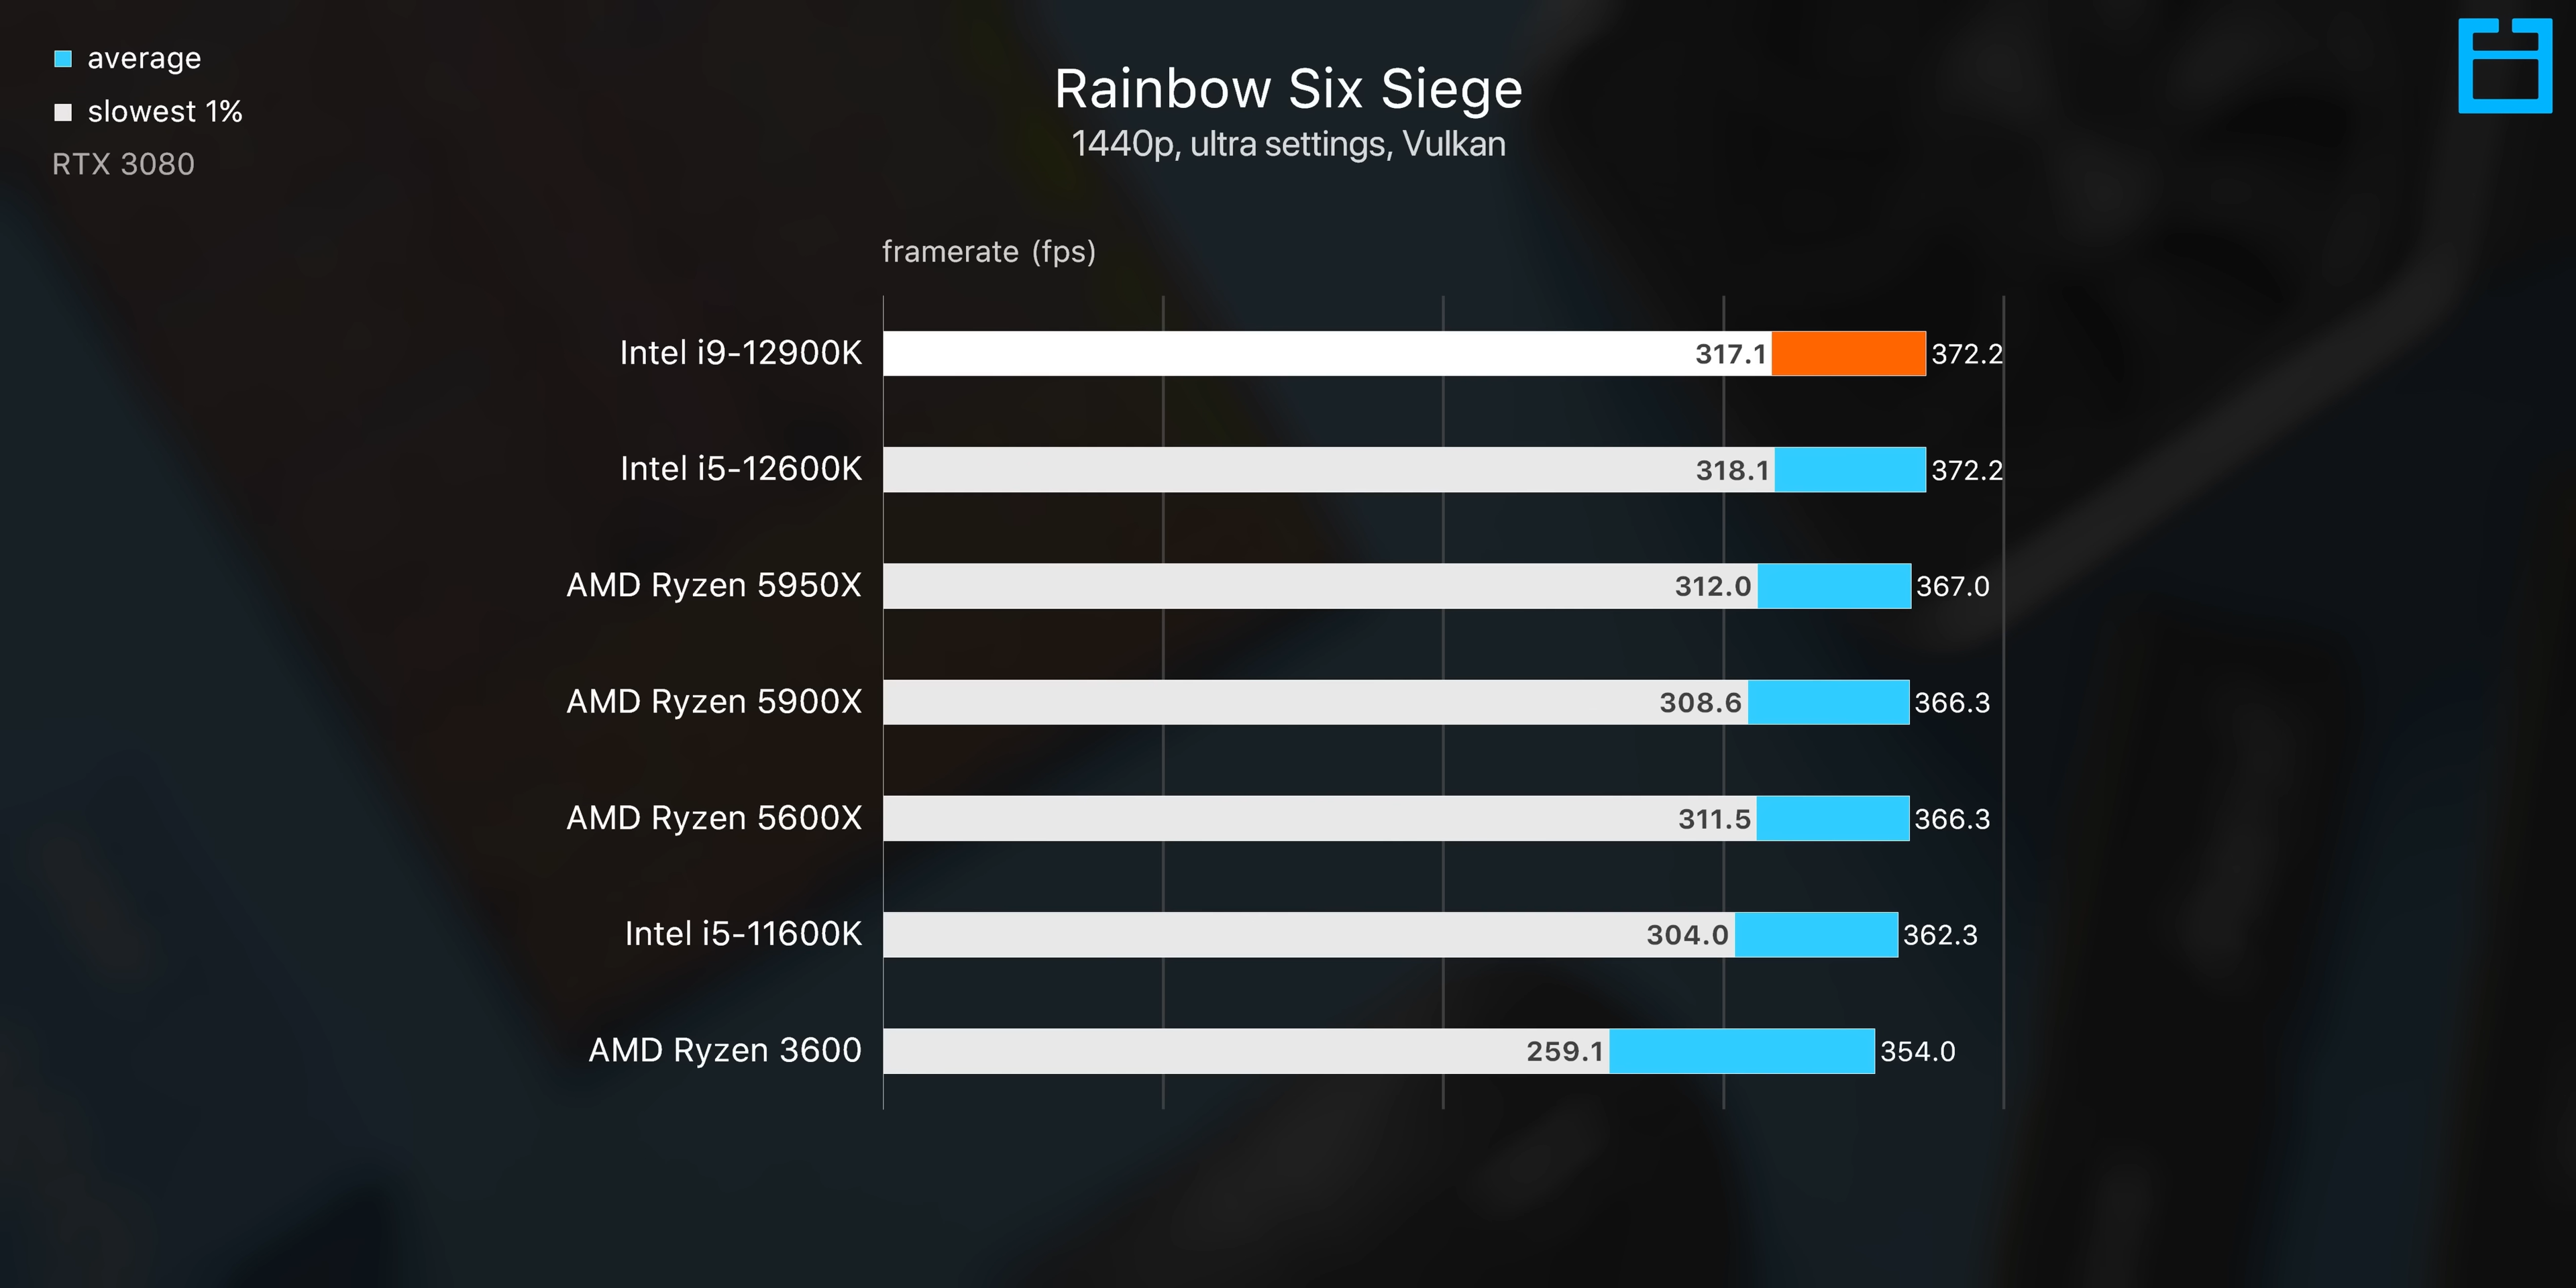 average
slowest 1%
RTX 3080
Rainbow Six Siege
1440p, ultra settings, Vulkan
framerate (fps)
Intel i9-12900K 317.1 372.2
Intel i5-12600K 318.1 372.2
AMD Ryzen 5950X 312.0 367.0
AMD Ryzen 5900X 308.6 366.3
AMD Ryzen 5600X 311.5 366.3
Intel i5-11600K 304.0 362.3
AMD Ryzen 3600 259.1 354.0